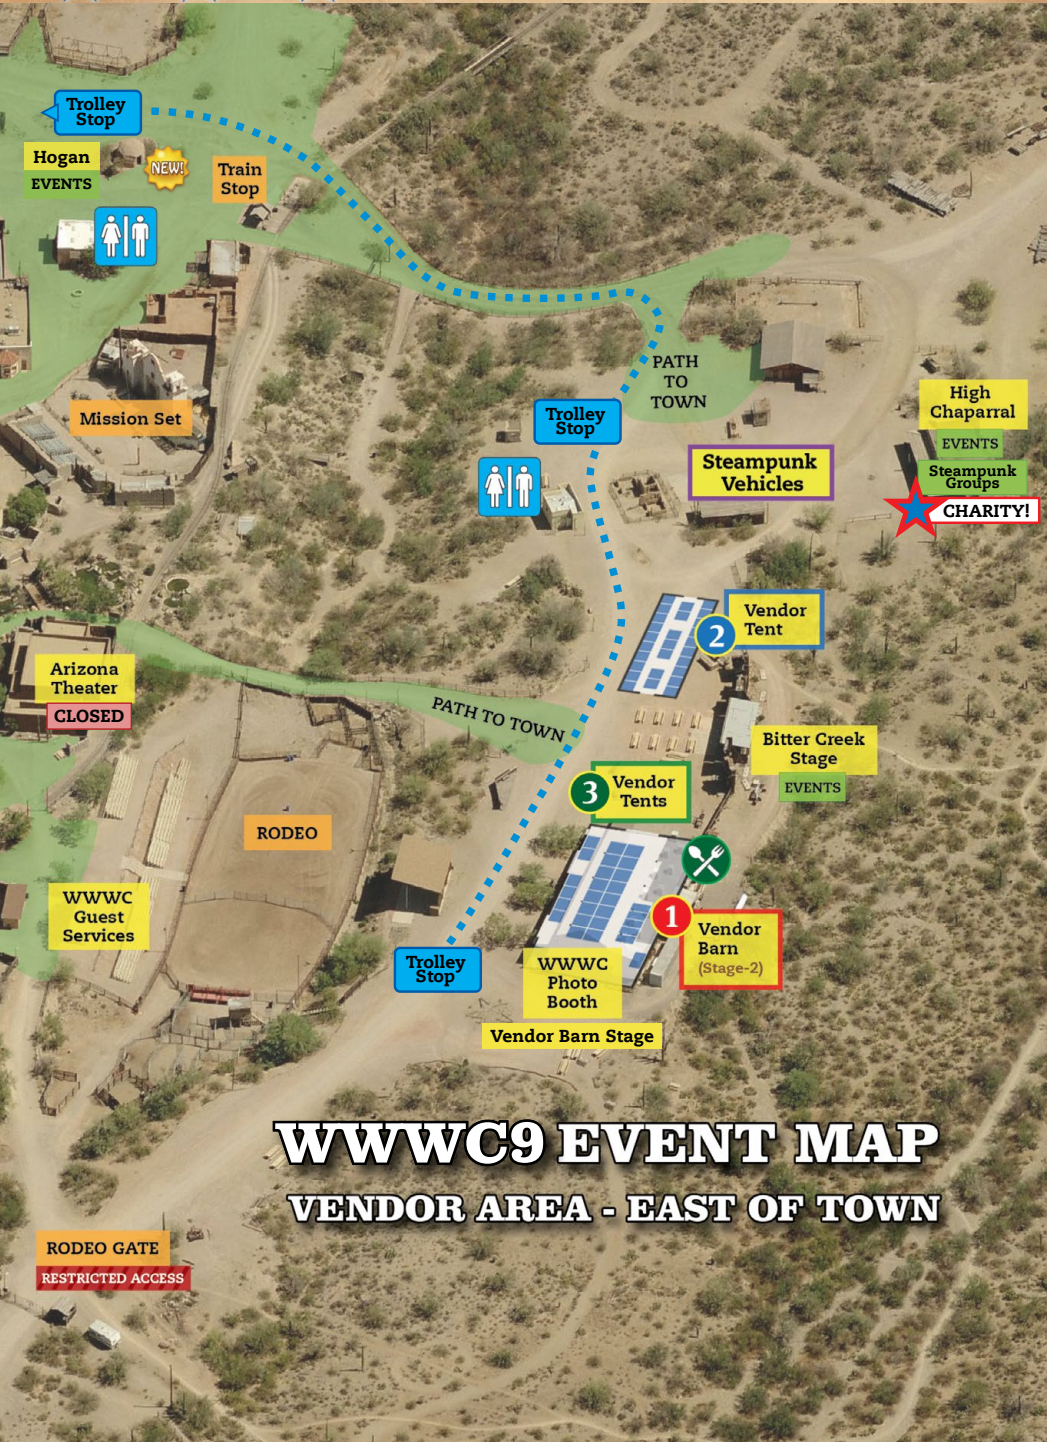 Trolley
Stop
Hogan
EVENTS
NEW!
Train
Stop
Mission Set
PATH
TO
TOWN
Trolley
Stop
High
Chaparral
EVENTS
Steampunk
Groups
CHARITY!
Steampunk
Vehicles
2
Vendor
Tent
Arizona
Theater
CLOSED
PATH TO TOWN
Bitter Creek
Stage
EVENTS
3
Vendor
Tents
RODEO
WWWC
Guest
Services
1
Vendor
Barn
(Stage-2)
Trolley
Stop
WWWC
Photo
Booth
Vendor Barn Stage
WWWC9 EVENT MAP
VENDOR AREA - EAST OF TOWN
RODEO GATE
RESTRICTED ACCESS